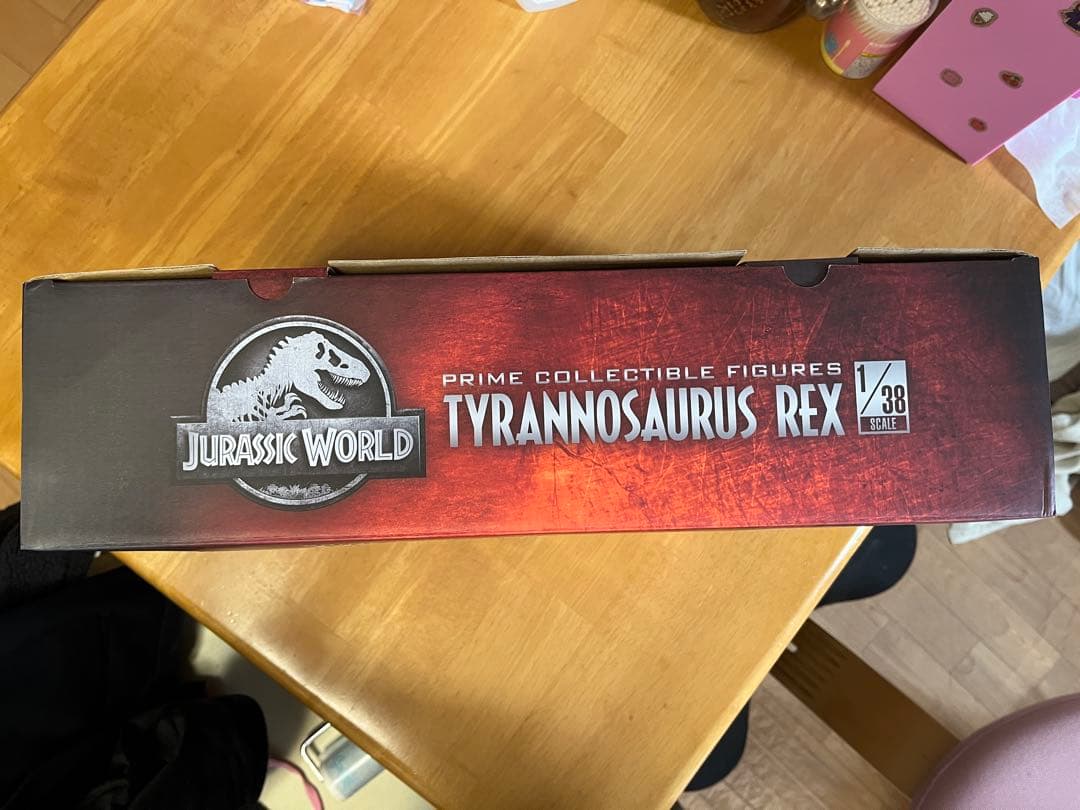 JURASSIC WORLD
PRIME COLLECTIBLE FIGURES
TYRANNOSAURUS REX
1/38
SCALE